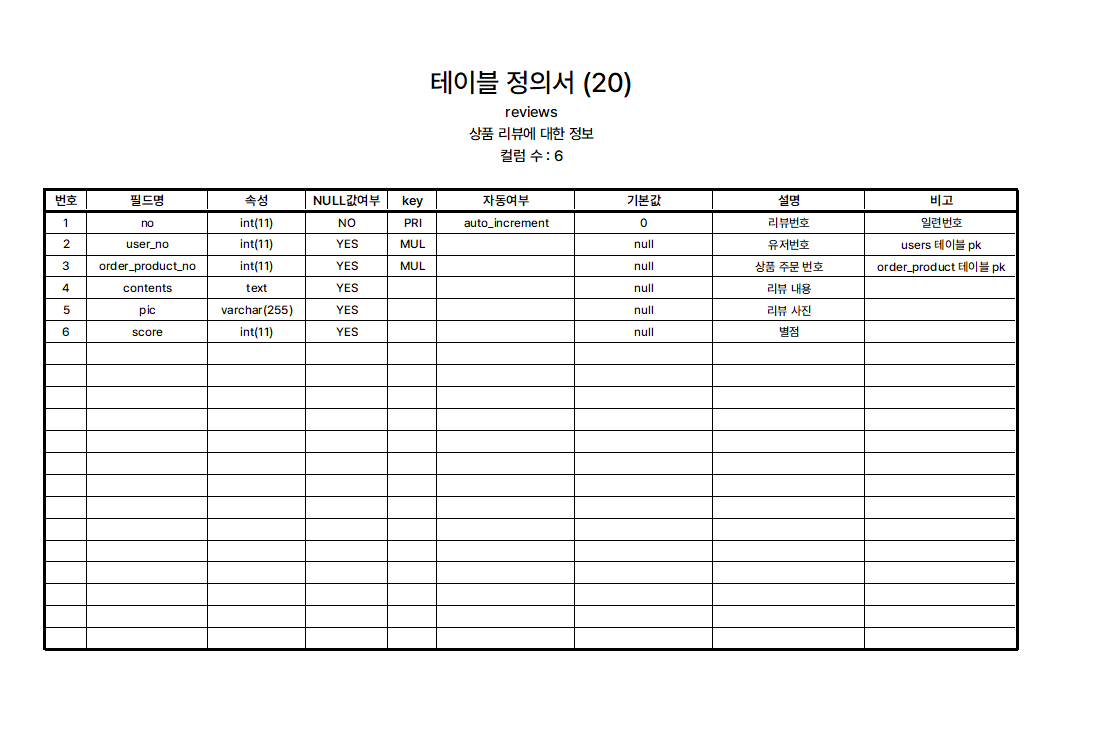 테이블 정의서 (20)
reviews
상품 리뷰에 대한 정보
컬럼 수 : 6
번호 필드명 속성 NULL값여부 key 자동여부 기본값 설명 비고
1 no int(11) NO PRI auto_increment 0 리뷰번호 일련번호
2 user_no int(11) YES MUL null 유저번호 users 테이블 pk
3 order_product_no int(11) YES MUL null 상품 주문 번호 order_product 테이블 pk
4 contents text YES null 리뷰 내용
5 pic varchar(255) YES null 리뷰 사진
6 score int(11) YES null 별점